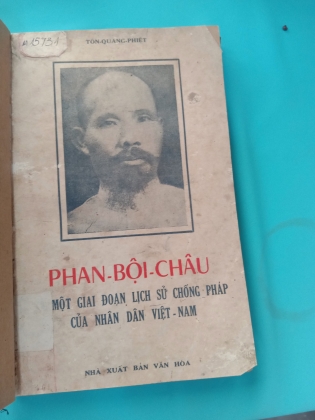 TÔN-QUANG-PHIỆT
PHAN-BỘI-CHÂU
MỘT GIAI ĐOẠN LỊCH SỬ CHỐNG PHÁP
CỦA NHÂN DÂN VIỆT-NAM
NHÀ XUẤT BẢN VĂN HÓA